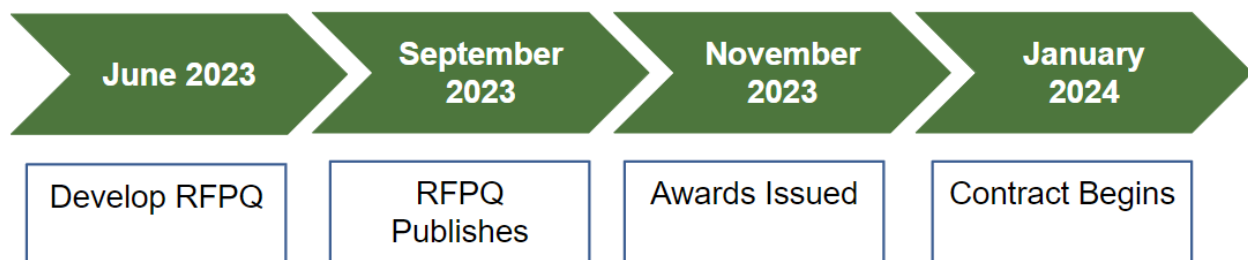 June 2023
September
2023
November
2023
January
2024
Develop RFPQ
RFPQ
Publishes
Awards Issued
Contract Begins